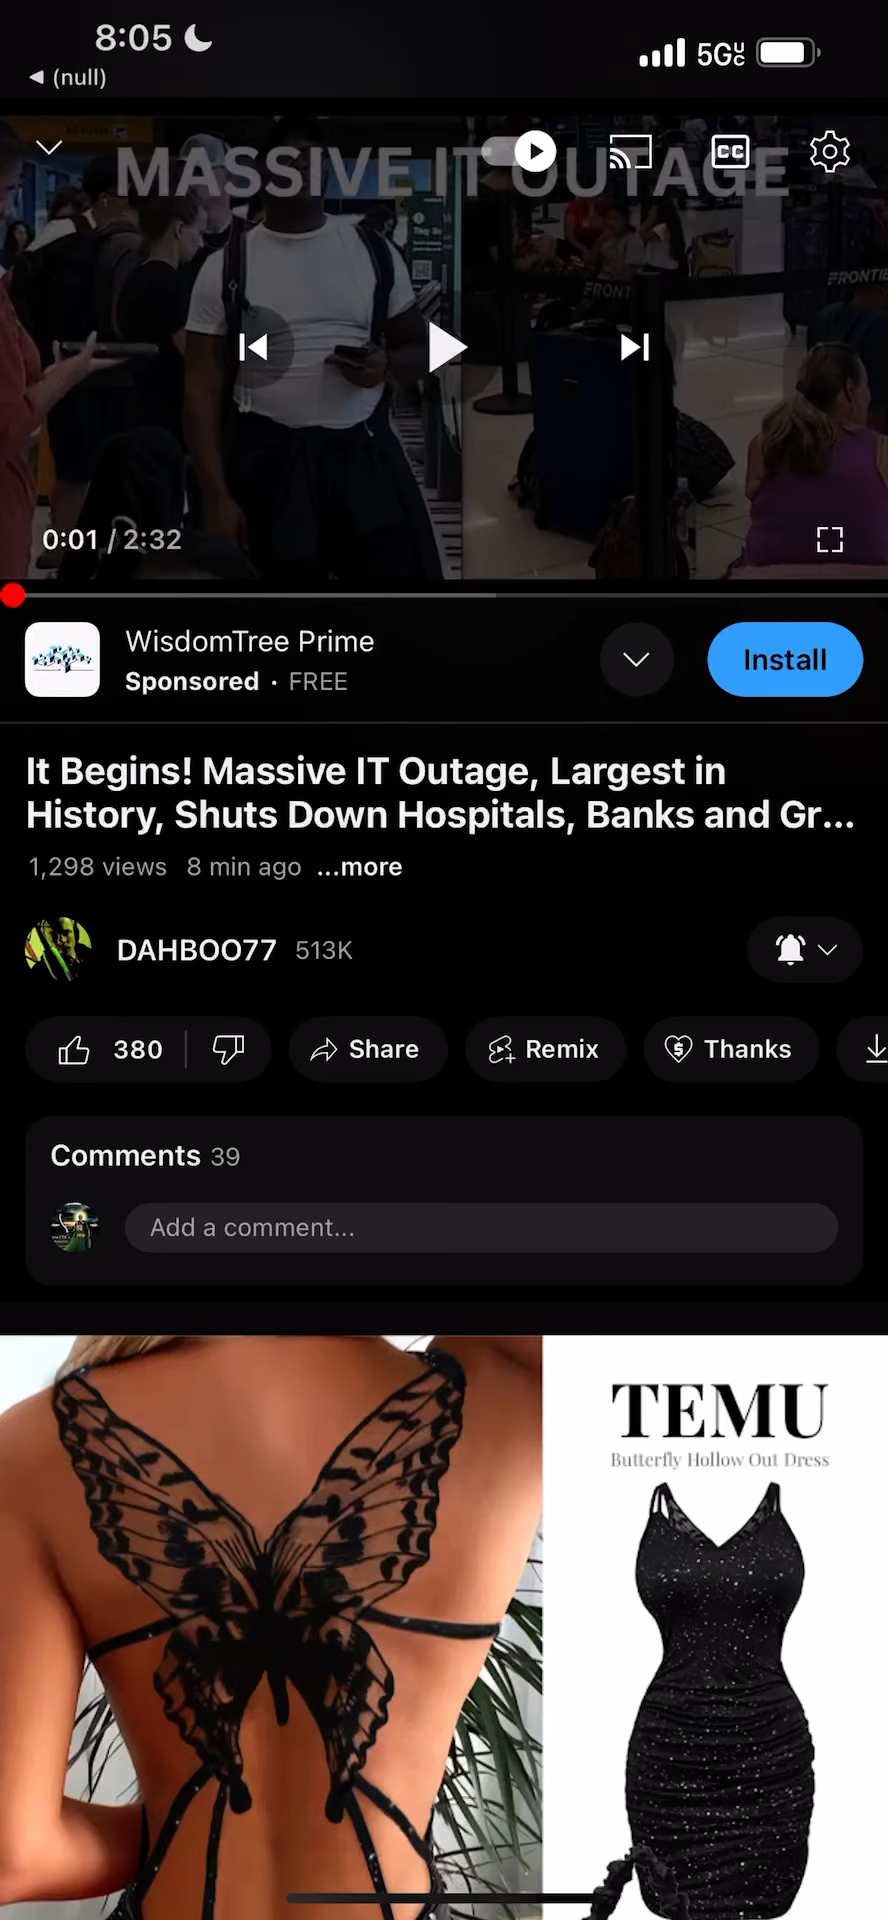 8:05
5G
◀ (null)
MASSIVE IT OUTAGE
CC
FRONT
FRONTIE
0:01 / 2:32
WisdomTree Prime
Sponsored · FREE
Install
It Begins! Massive IT Outage, Largest in
History, Shuts Down Hospitals, Banks and Gr...
1,298 views 8 min ago ...more
DAHBOO77 513K
380
Share
Remix
Thanks
Comments 39
Add a comment...
TEMU
Butterfly Hollow Out Dress